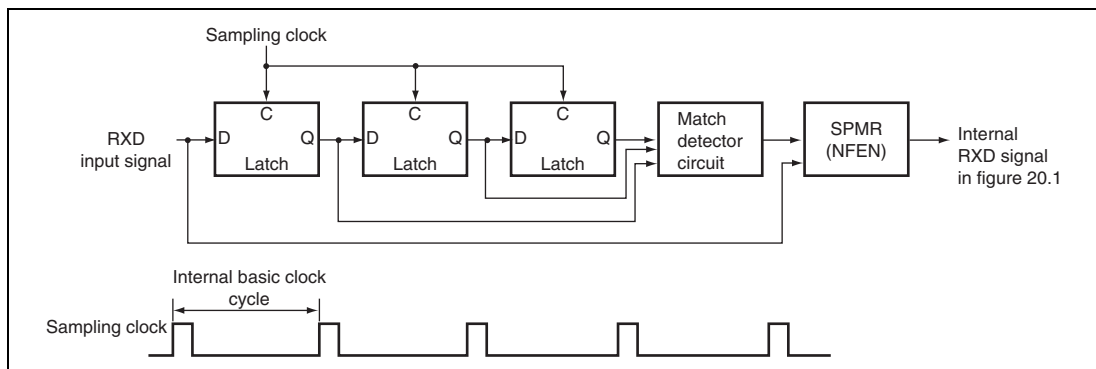 Sampling clock
C
C
C
RXD
input signal
D
Q
Latch
D
Q
Latch
D
Q
Latch
Match
detector
circuit
SPMR
(NFEN)
Internal
RXD signal
in figure 20.1
Internal basic clock
cycle
Sampling clock